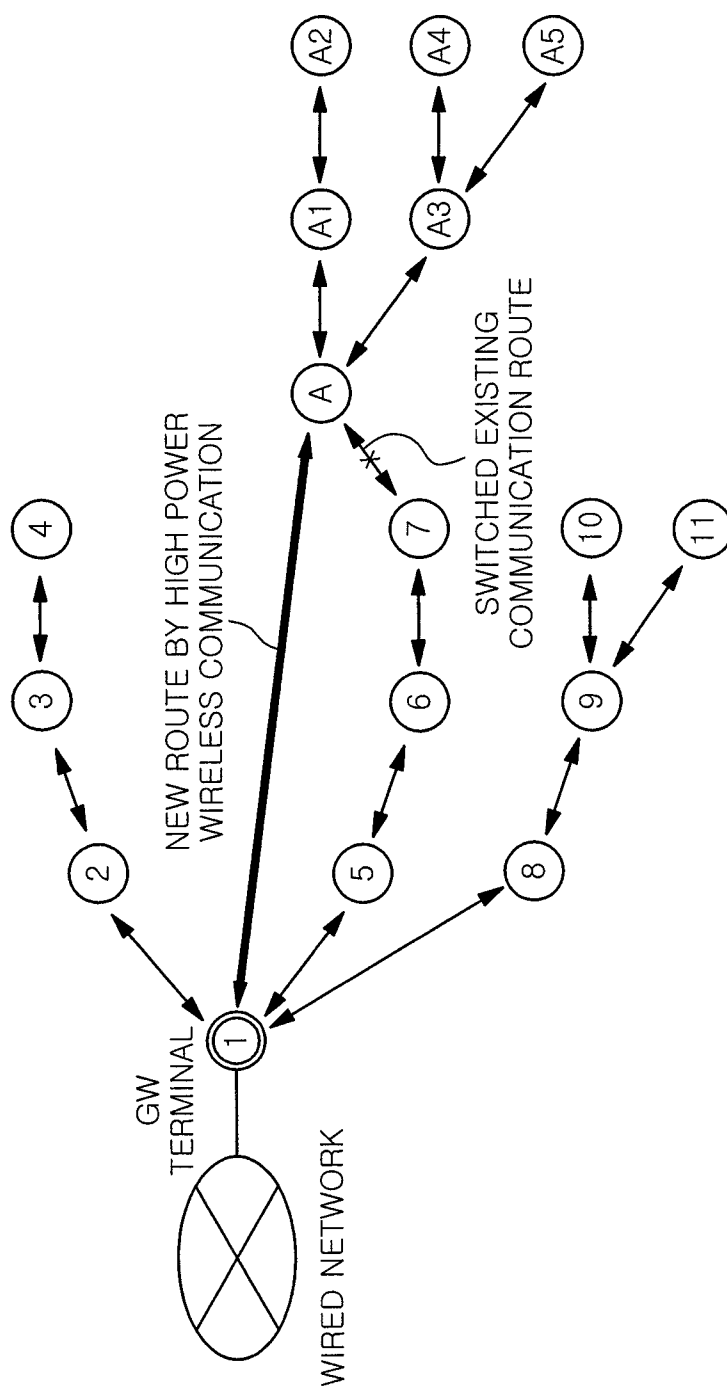 NEW ROUTE BY HIGH POWER
WIRELESS COMMUNICATION
GW
TERMINAL
WIRED NETWORK
SWITCHED EXISTING
COMMUNICATION ROUTE
1
2
3
4
5
6
7
8
9
10
11
A
A1
A2
A3
A4
A5